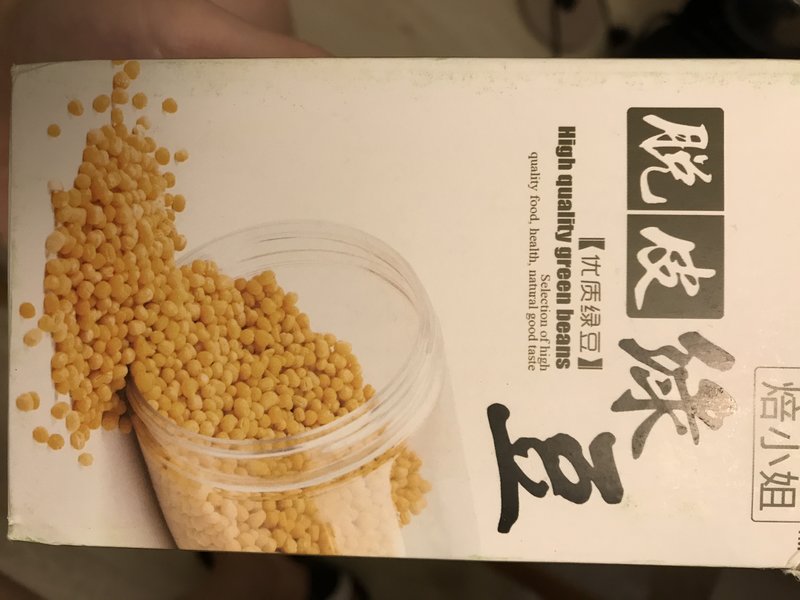 焙小姐
脱皮
绿豆
【优质绿豆】
High quality green beans
Selection of high
quality food, health, natural good taste